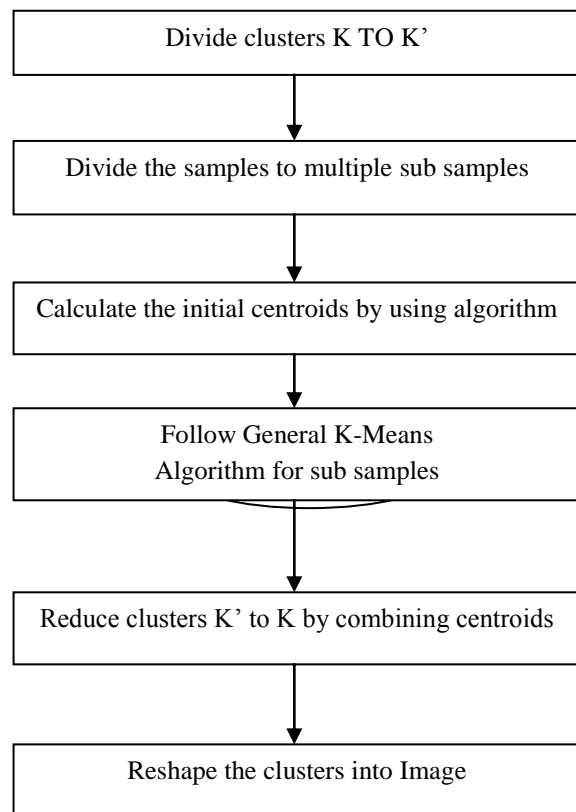 Divide clusters K TO K’
Divide the samples to multiple sub samples
Calculate the initial centroids by using algorithm
Follow General K-Means
Algorithm for sub samples
Reduce clusters K’ to K by combining centroids
Reshape the clusters into Image